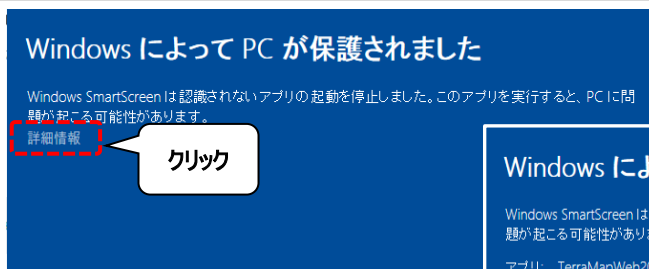 Windows によって PC が保護されました
Windows SmartScreen は認識されないアプリの起動を停止しました。このアプリを実行すると、PC に問
題が起こる可能性があります。
詳細情報
クリック
Windows によ
Windows SmartScreen は
題が起こる可能性があり
アプリ: TerraMapWeb2